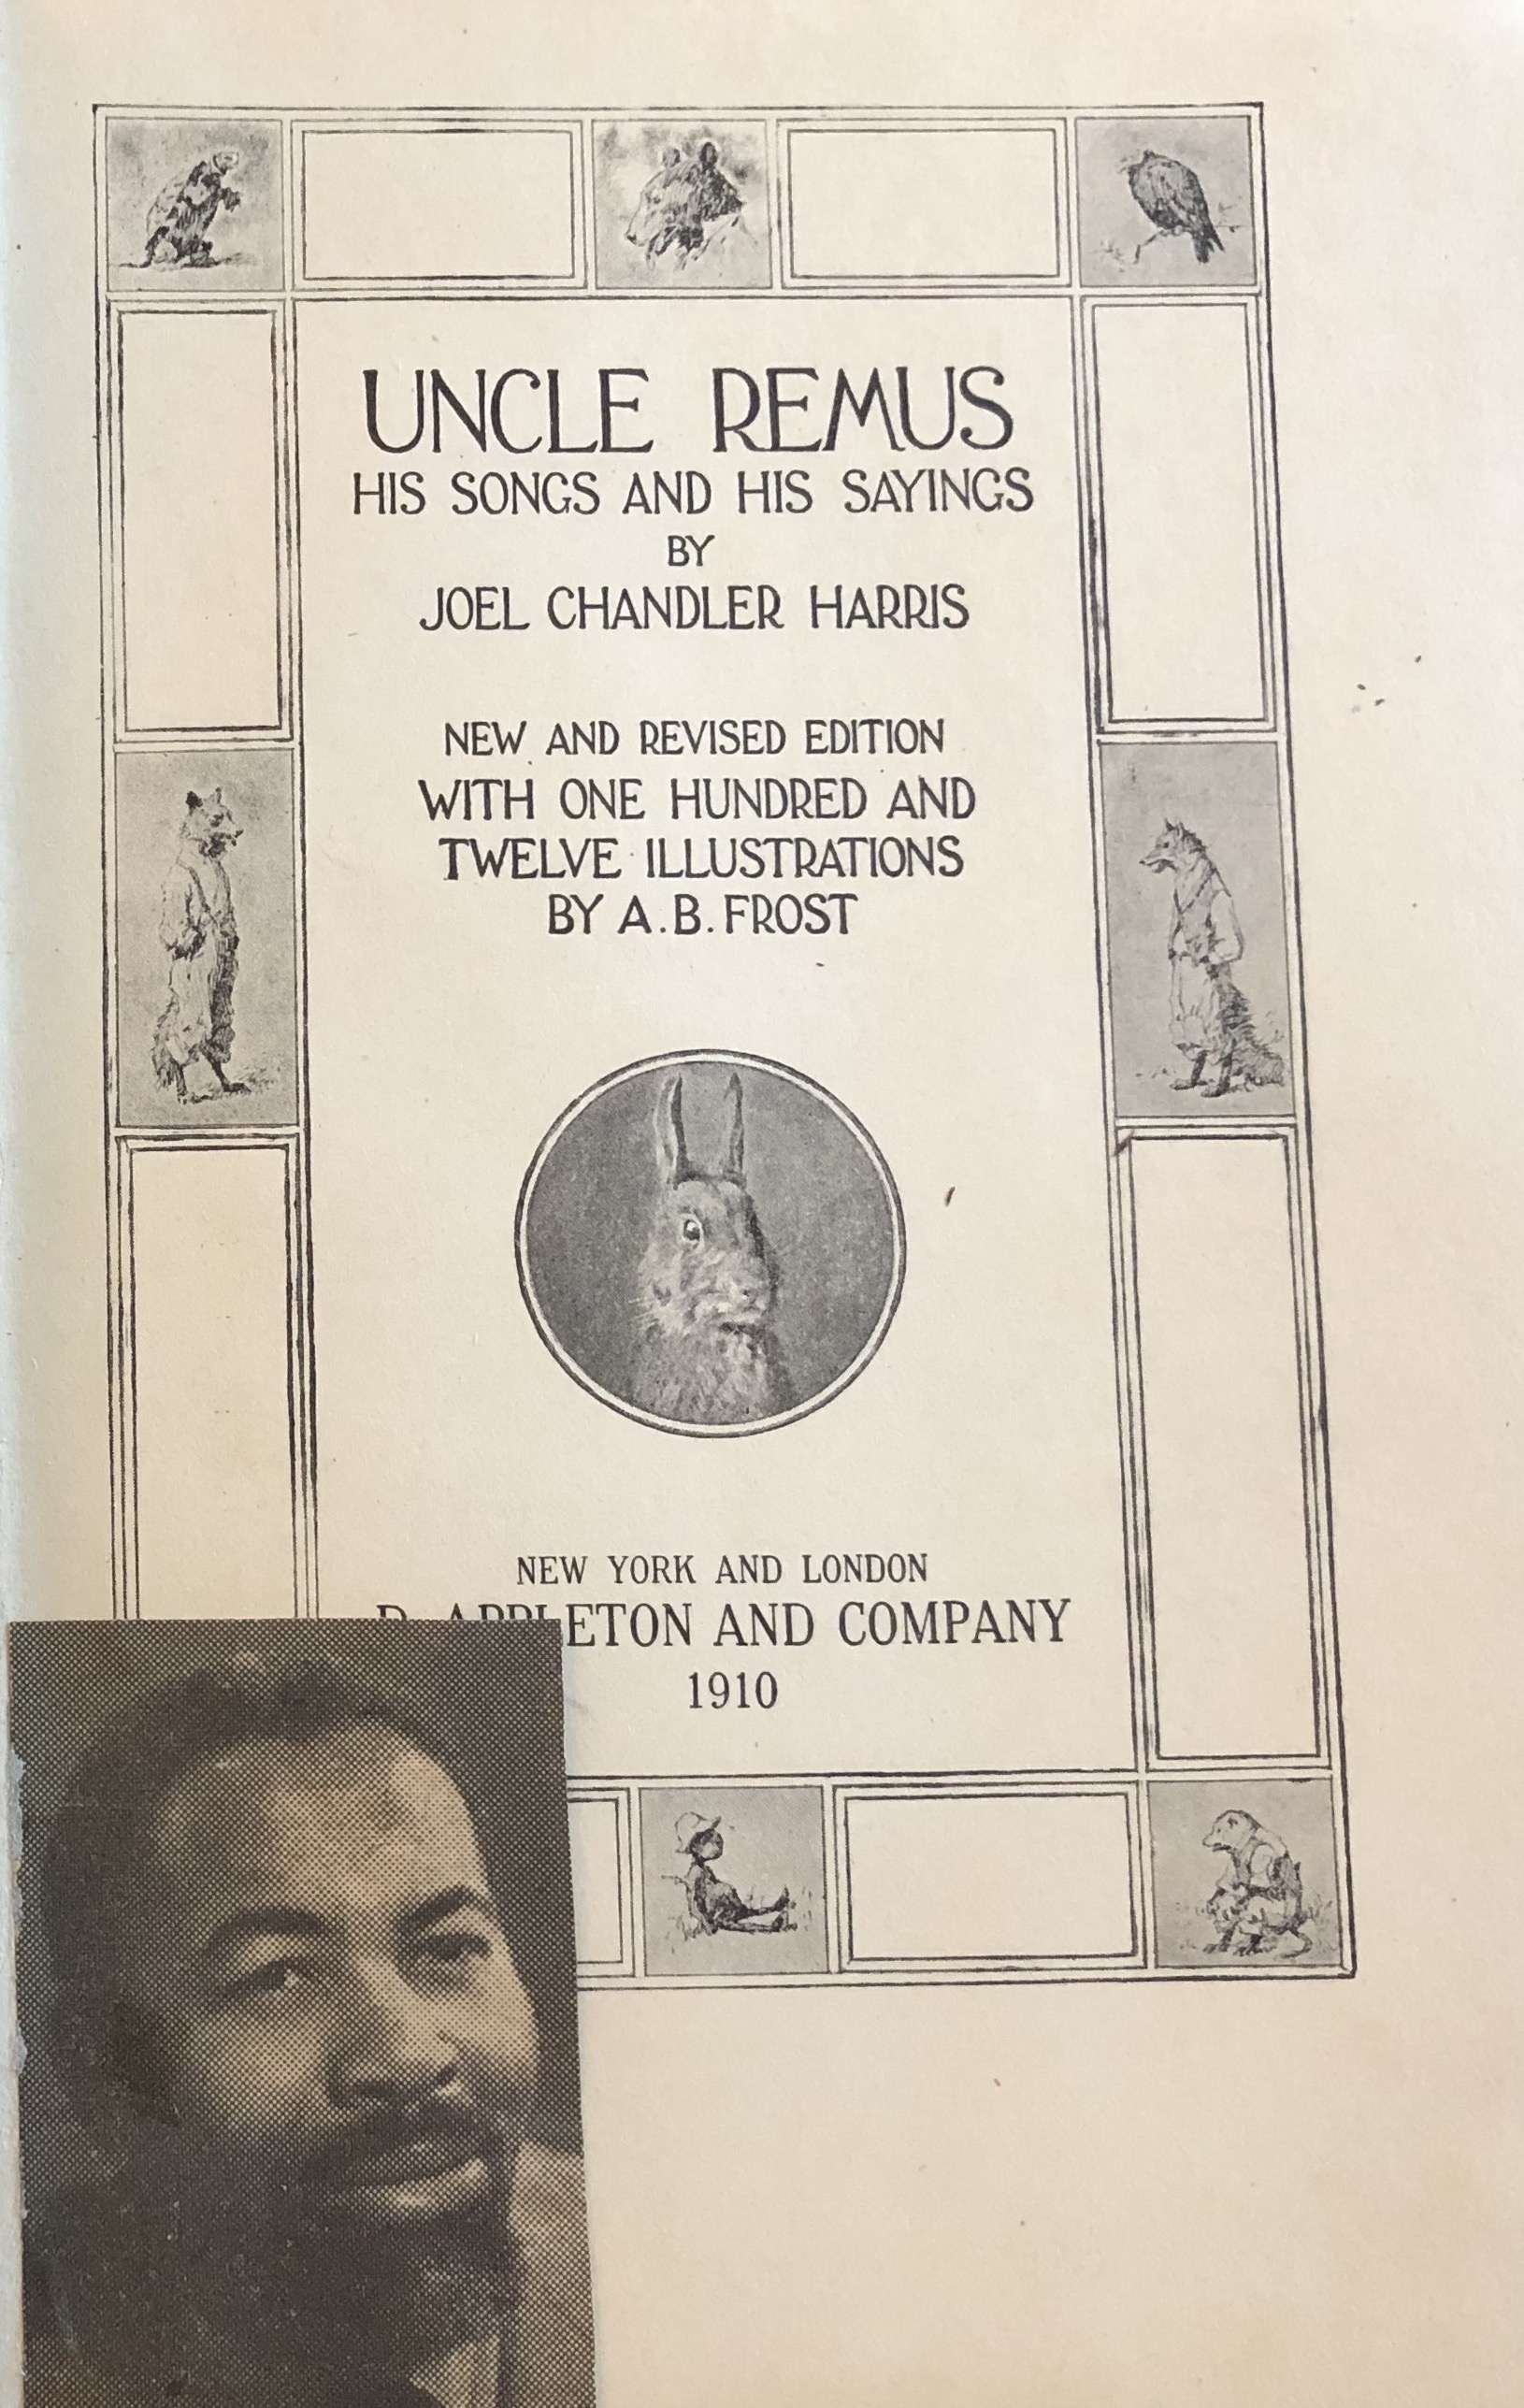 UNCLE REMUS
HIS SONGS AND HIS SAYINGS
BY
JOEL CHANDLER HARRIS
NEW AND REVISED EDITION
WITH ONE HUNDRED AND
TWELVE ILLUSTRATIONS
BY A.B. FROST
NEW YORK AND LONDON
D. APPLETON AND COMPANY
1910